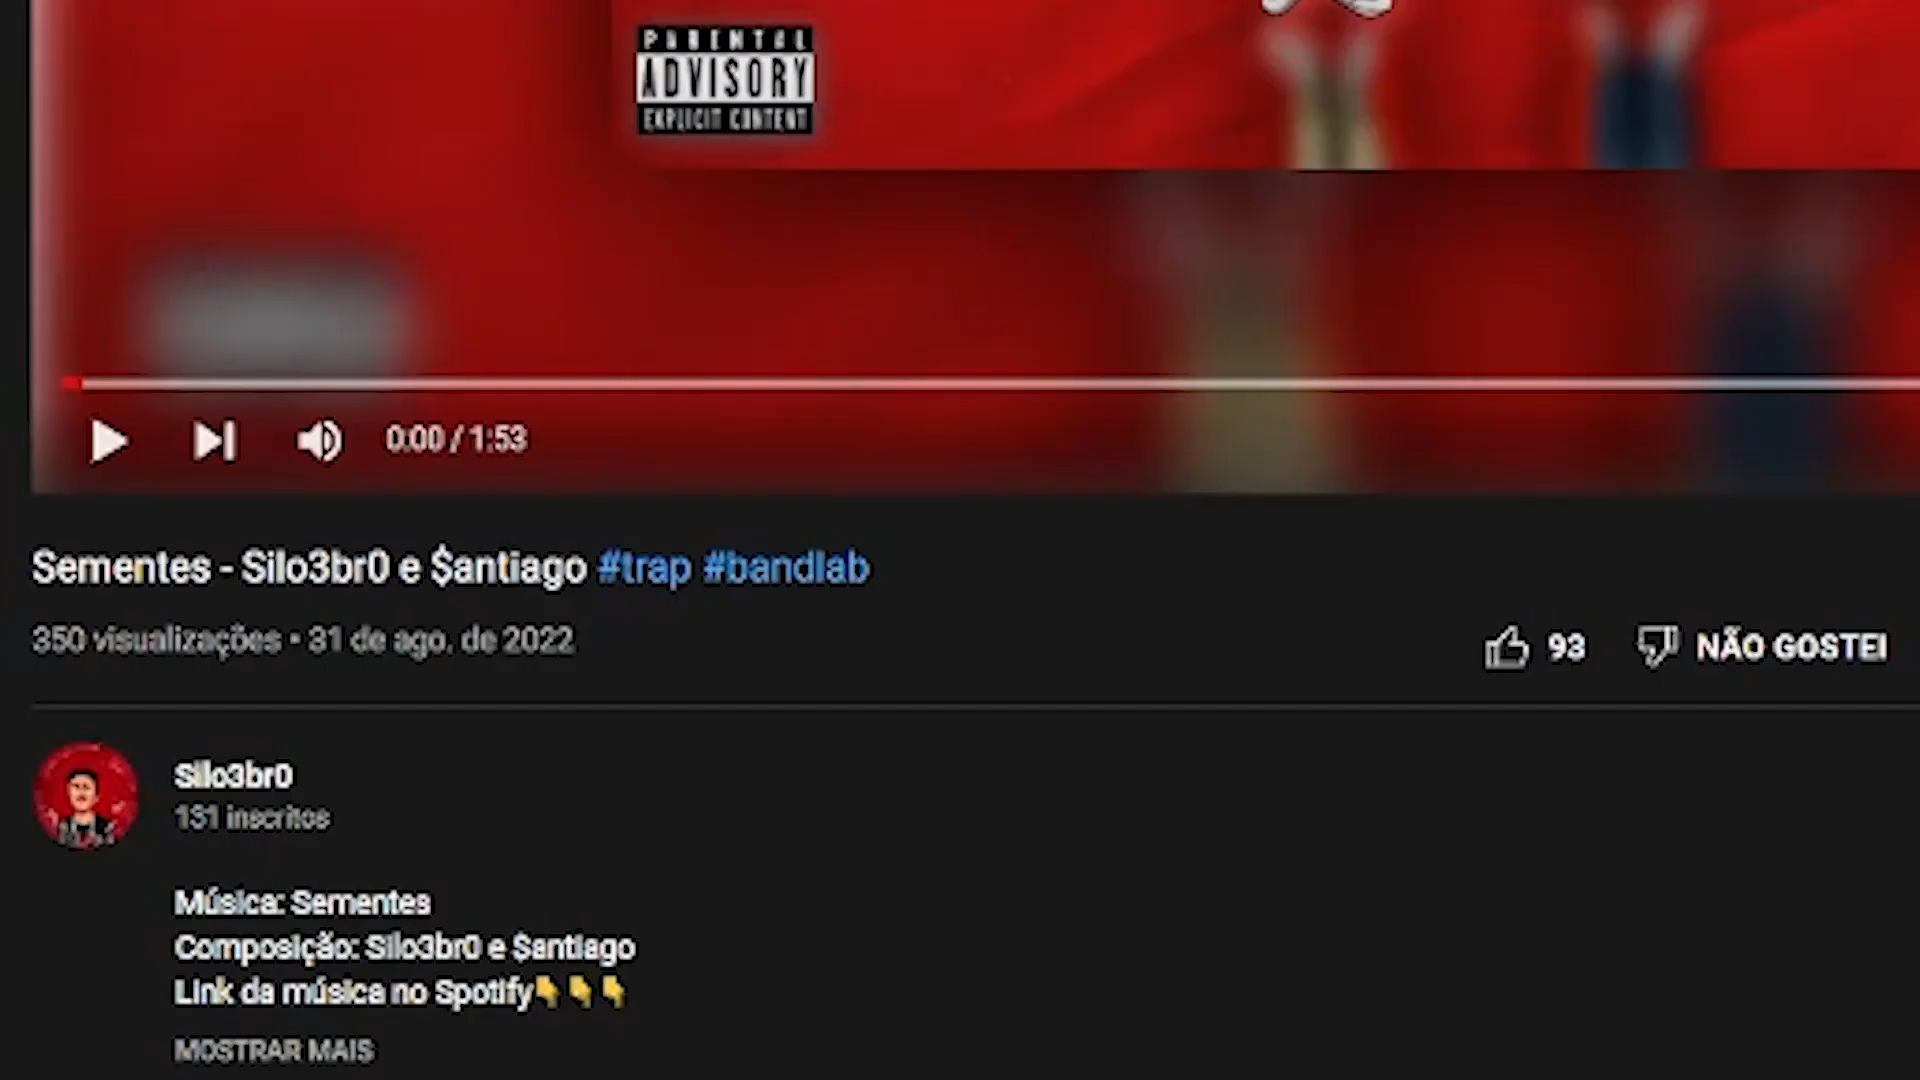 PARENTAL
ADVISORY
EXPLICIT CONTENT
0:00 / 1:53
Sementes - Silo3br0 e $antiago #trap #bandlab
350 visualizações • 31 de ago. de 2022
93 NÃO GOSTEI
Silo3br0
131 inscritos
Música: Sementes
Composição: Silo3br0 e $antiago
Link da música no Spotify👇👇👇
MOSTRAR MAIS